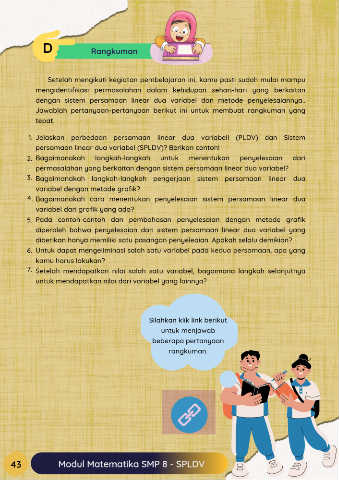 D
Rangkuman
Setelah mengikuti kegiatan pembelajaran ini, kamu pasti sudah mulai mampu
mengidentifikasi permasalahan dalam kehidupan sehari-hari yang berkaitan
dengan sistem persamaan linear dua variabel dan metode penyelesaiannya.
Jawablah pertanyaan-pertanyaan berikut ini untuk membuat rangkuman yang
tepat.
1. Jelaskan perbedaan persamaan linear dua variabell (PLDV) dan Sistem
persamaan linear dua variabel (SPLDV)? Berikan contoh!
2. Bagaimanakah langkah-langkah untuk menentukan penyelesaian dari
permasalahan yang berkaitan dengan sistem persamaan linear dua variabel?
3. Bagaimanakah langkah-langkah pengerjaan sistem persamaan linear dua
variabel dengan metode grafik?
4. Bagaimanakah cara menentukan penyelesaian sistem persamaan linear dua
variabel dari grafik yang ada?
5. Pada contoh-contoh dan pembahasan penyelesaian dengan metode grafik
diperoleh bahwa penyelesaian dari sistem persamaan linear dua variabel yang
diberikan hanya memiliki satu pasangan penyelesaian. Apakah selalu demikian?
6. Untuk dapat mengeliminasi salah satu variabel pada kedua persamaan, apa yang
kamu harus lakukan?
7. Setelah mendapatkan nilai salah satu variabel, bagaimana langkah selanjutnya
untuk mendapatkan nilai dari variabel yang lainnya?
Silahkan klik link berikut
untuk menjawab
beberapa pertanyaan
rangkuman
43
Modul Matematika SMP 8 - SPLDV